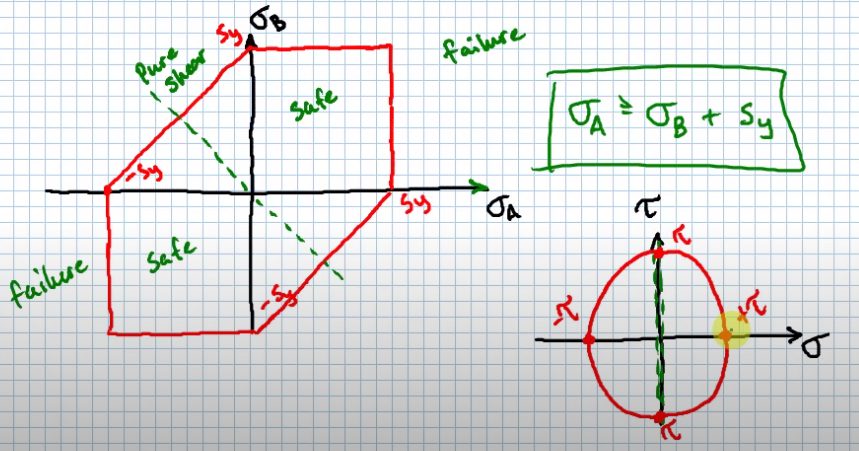 σB
Sy
failure
pure
shear
safe
σA ≥ σB + Sy
-Sy
Sy
σA
τ
τ
safe
failure
-Sy
-τ
+τ
σ
τ